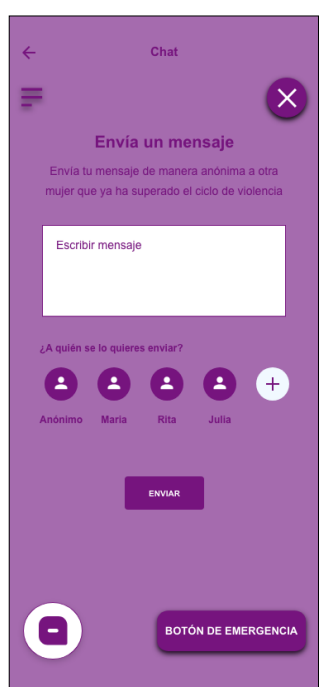 Chat
Envía un mensaje
Envía tu mensaje de manera anónima a otra
mujer que ya ha superado el ciclo de violencia
Escribir mensaje
¿A quién se lo quieres enviar?
Anónimo María Rita Julia
ENVIAR
BOTÓN DE EMERGENCIA